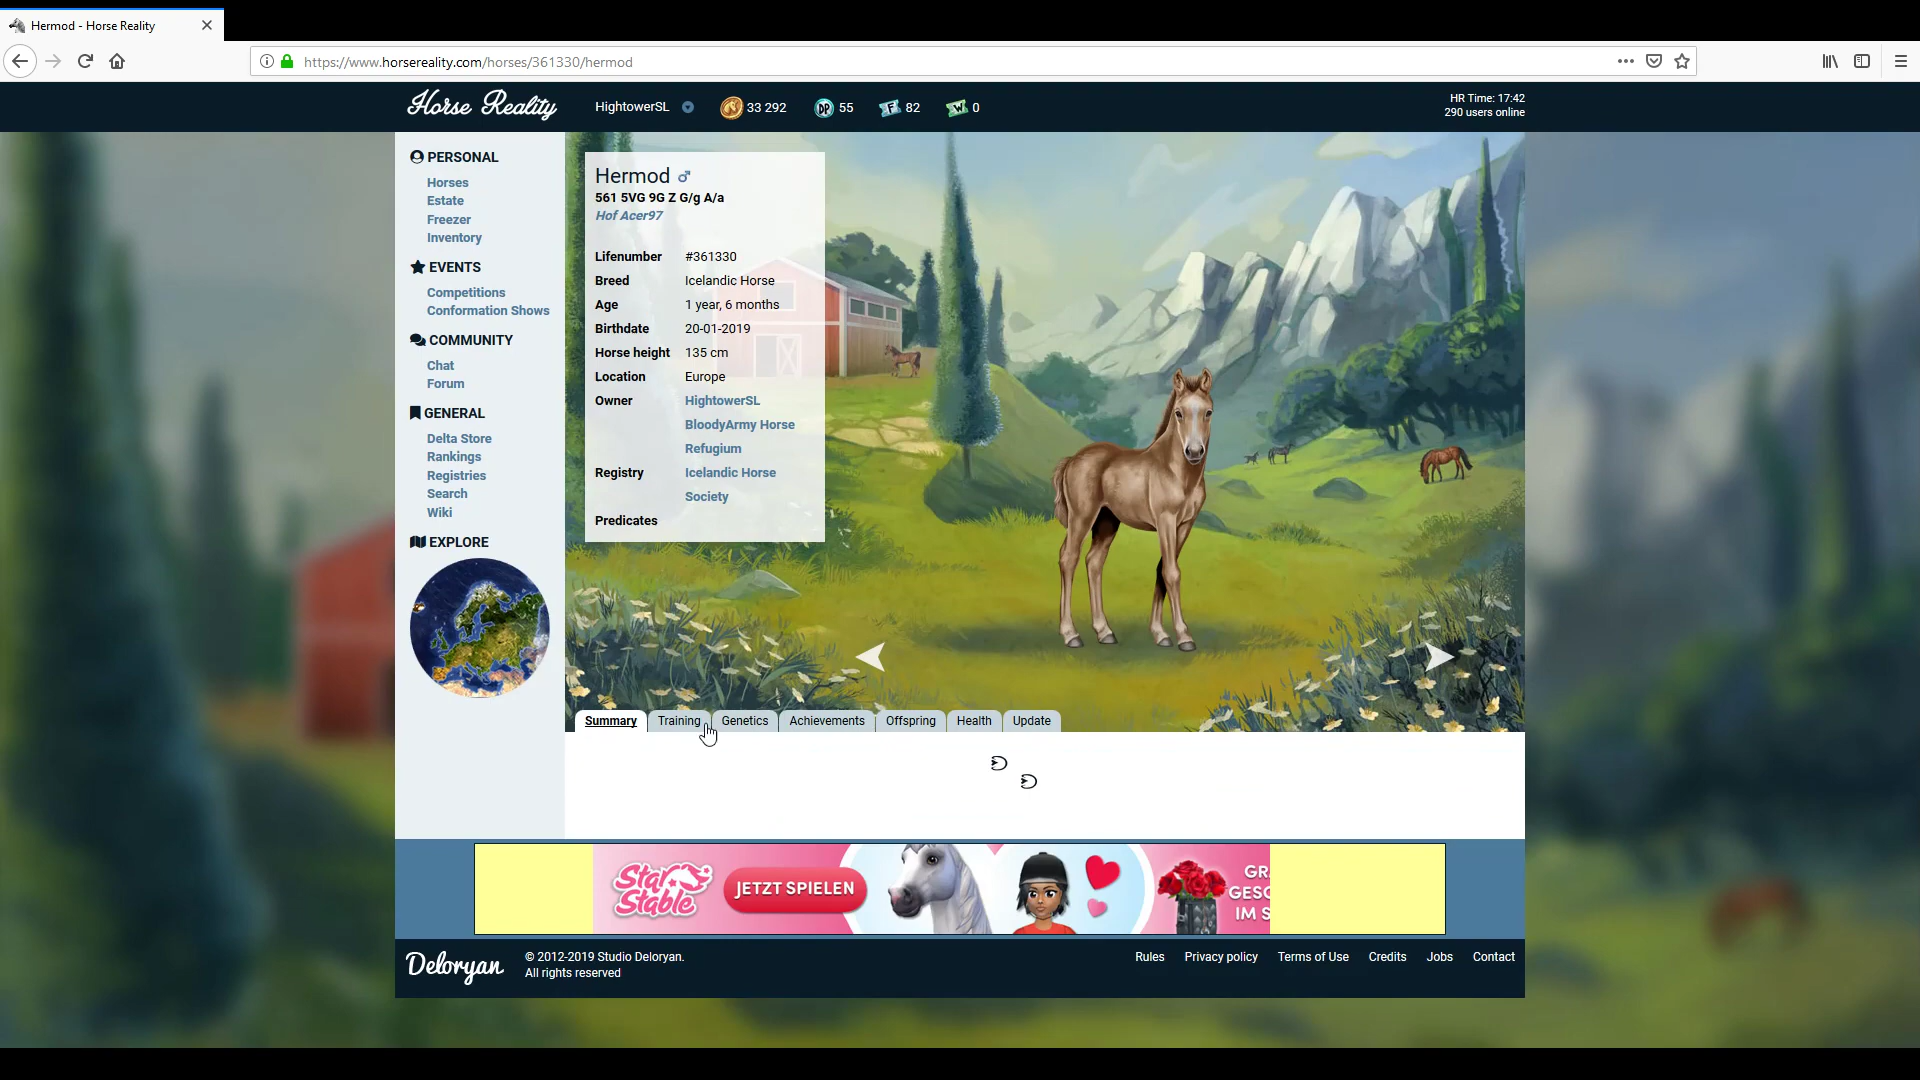 Hermod - Horse Reality
https://www.horsereality.com/horses/361330/hermod
Horse Reality
HightowerSL
33 292
55
82
0
HR Time: 17:42
290 users online
PERSONAL
Horses
Estate
Freezer
Inventory
EVENTS
Competitions
Conformation Shows
COMMUNITY
Chat
Forum
GENERAL
Delta Store
Rankings
Registries
Search
Wiki
EXPLORE
Hermod
561 5VG 9G Z G/g A/a
Hof Acer97
Lifenumber #361330
Breed Icelandic Horse
Age 1 year, 6 months
Birthdate 20-01-2019
Horse height 135 cm
Location Europe
Owner HightowerSL
BloodyArmy Horse
Refugium
Registry Icelandic Horse
Society
Predicates
Summary Training Genetics Achievements Offspring Health Update
Star Stable
JETZT SPIELEN
GR
GESC
IM S
Deloryan
© 2012-2019 Studio Deloryan.
All rights reserved
Rules Privacy policy Terms of Use Credits Jobs Contact